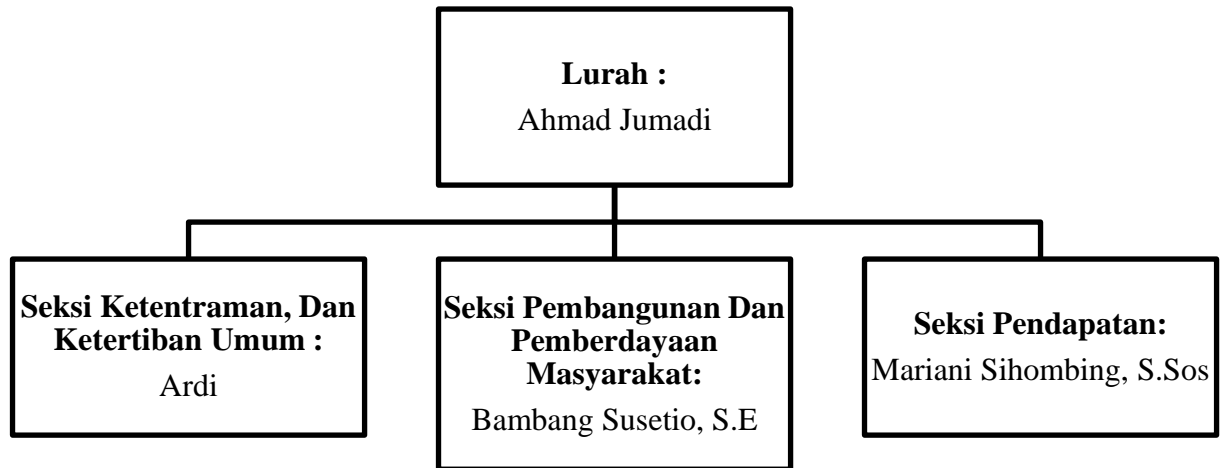 Lurah :
Ahmad Jumadi
Seksi Ketentraman, Dan
Ketertiban Umum :
Ardi
Seksi Pembangunan Dan
Pemberdayaan
Masyarakat:
Bambang Susetio, S.E
Seksi Pendapatan:
Mariani Sihombing, S.Sos